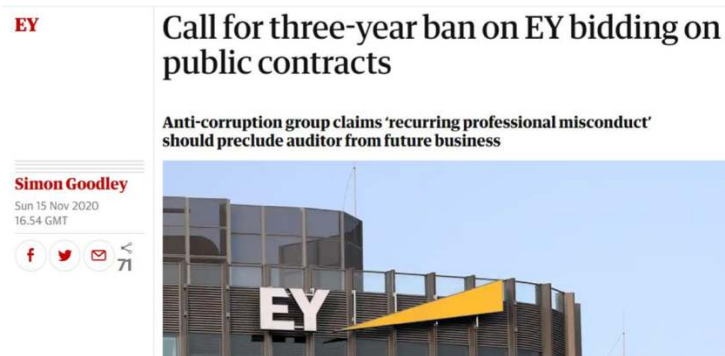 EY
Call for three-year ban on EY bidding on
public contracts
Anti-corruption group claims ‘recurring professional misconduct’
should preclude auditor from future business
Simon Goodley
Sun 15 Nov 2020
16.54 GMT
71
EY